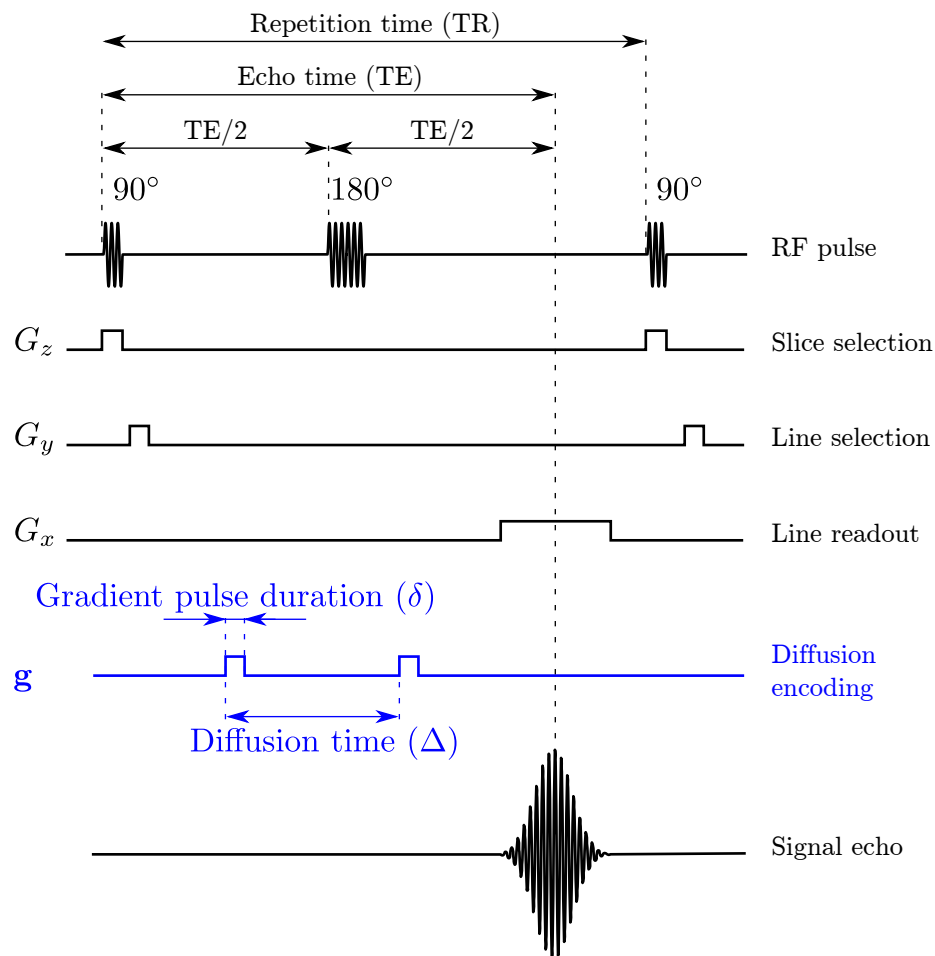 Repetition time (TR)
Echo time (TE)
TE/2 TE/2
90° 180° 90°
RF pulse
G_z Slice selection
G_y Line selection
G_x Line readout
Gradient pulse duration (δ)
g Diffusion
encoding
Diffusion time (Δ)
Signal echo